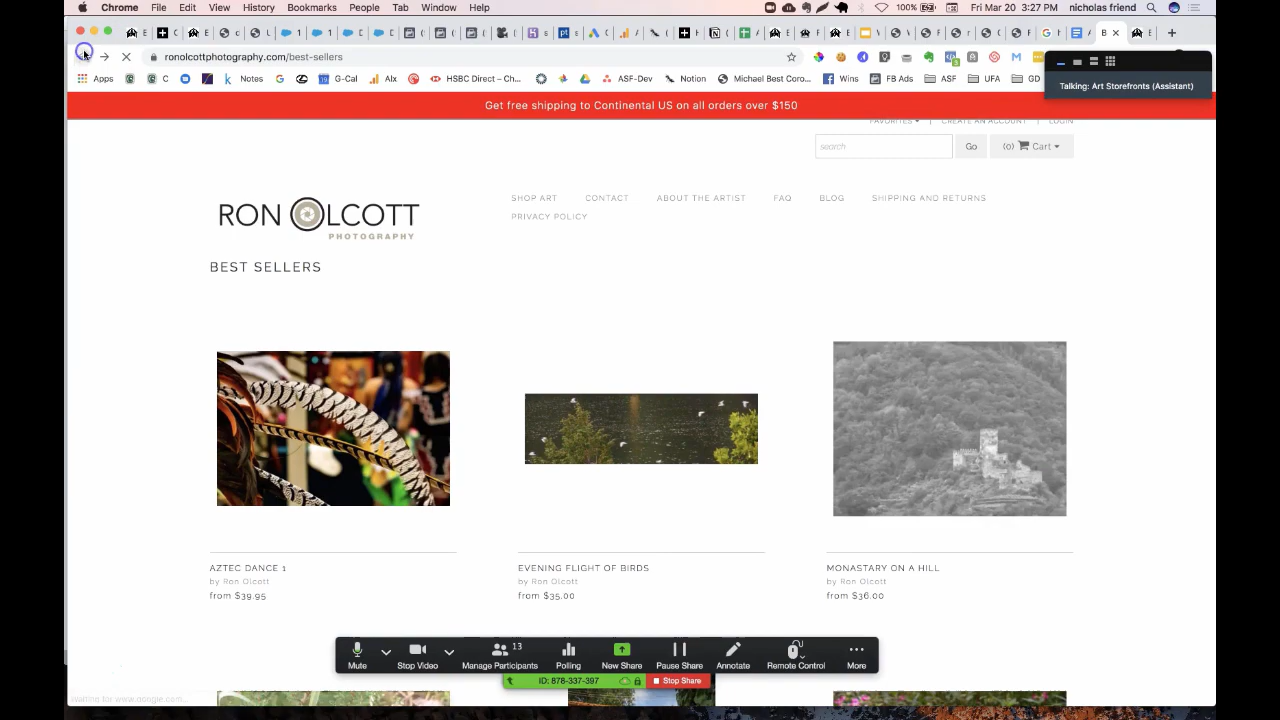 Chrome File Edit View History Bookmarks People Tab Window Help 100% Fri Mar 20 3:27 PM nicholas friend
ronolcottphotography.com/best-sellers
Apps G C Notes G-Cal AIx HSBC Direct – Ch... ASF-Dev Notion Michael Best Coro... Wins FB Ads ASF UFA GD
Talking: Art Storefronts (Assistant)
Get free shipping to Continental US on all orders over $150
FAVORITES | CREATE AN ACCOUNT | LOGIN
search Go (0) Cart
SHOP ART CONTACT ABOUT THE ARTIST FAQ BLOG SHIPPING AND RETURNS
PRIVACY POLICY
RON OLCOTT
PHOTOGRAPHY
BEST SELLERS
AZTEC DANCE 1 EVENING FLIGHT OF BIRDS MONASTARY ON A HILL
by Ron Olcott by Ron Olcott by Ron Olcott
from $39.95 from $35.00 from $36.00
13
Mute Stop Video Manage Participants Polling New Share Pause Share Annotate Remote Control More
ID: 878-337-397 Stop Share
Waiting for www.google.com...